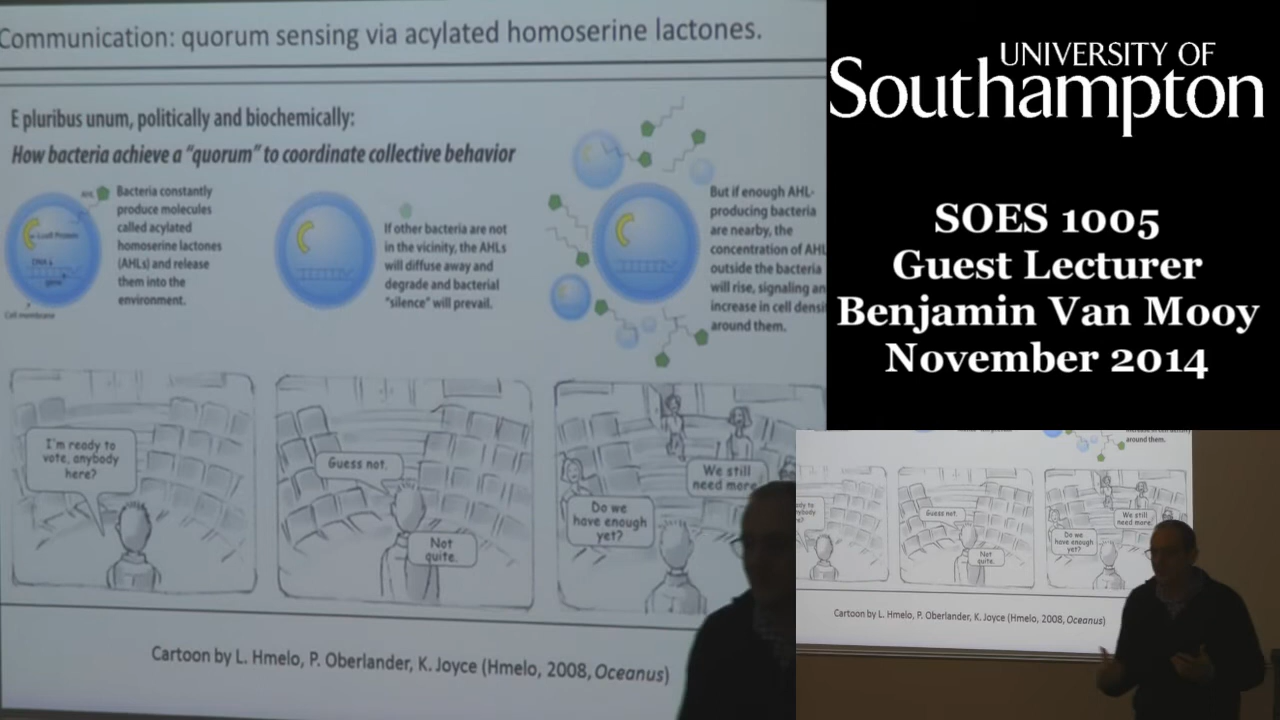 Communication: quorum sensing via acylated homoserine lactones.
E pluribus unum, politically and biochemically:
How bacteria achieve a "quorum" to coordinate collective behavior
AHL
LuxR Protein
DNA
gene
Cell membrane
Bacteria constantly
produce molecules
called acylated
homoserine lactones
(AHLs) and release
them into the
environment.
If other bacteria are not
in the vicinity, the AHLs
will diffuse away and
degrade and bacterial
"silence" will prevail.
But if enough AHL-
producing bacteria
are nearby, the
concentration of AHL
outside the bacteria
will rise, signaling an
increase in cell densi
around them.
I'm ready to
vote, anybody
here?
Guess not.
Not
quite.
Do we
have enough
yet?
We still
need more.
Cartoon by L. Hmelo, P. Oberlander, K. Joyce (Hmelo, 2008, Oceanus)
UNIVERSITY OF
Southampton
SOES 1005
Guest Lecturer
Benjamin Van Mooy
November 2014
around them.
Guess not.
Not
quite.
Do we
have enough
yet?
We still
need more.
Cartoon by L. Hmelo, P. Oberlander, K. Joyce (Hmelo, 2008, Oceanus)